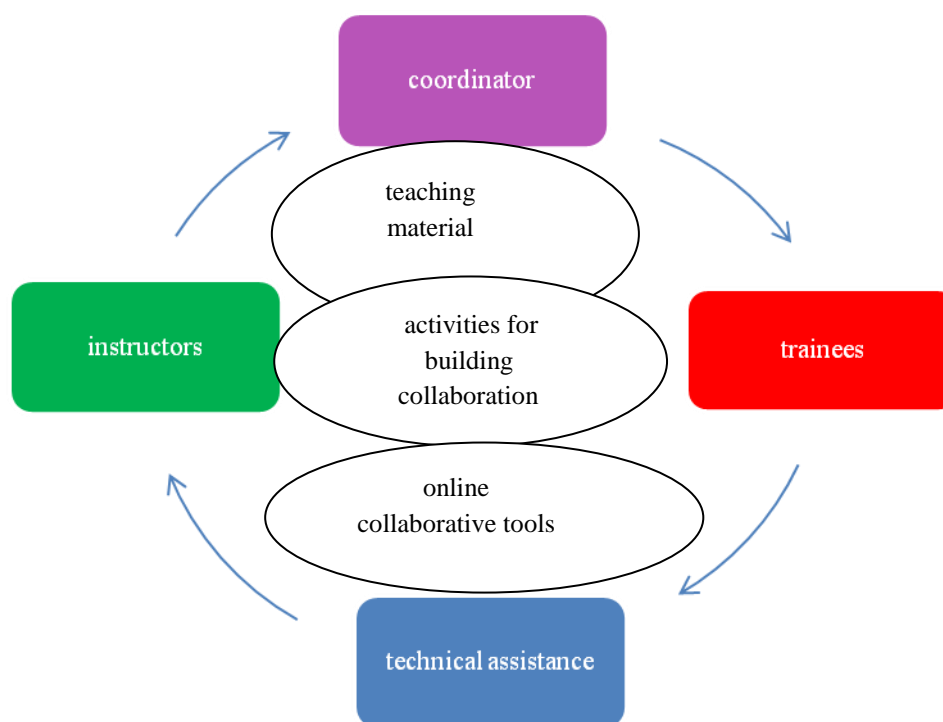 coordinator
teaching
material
instructors
activities for
building
collaboration
trainees
online
collaborative tools
technical assistance